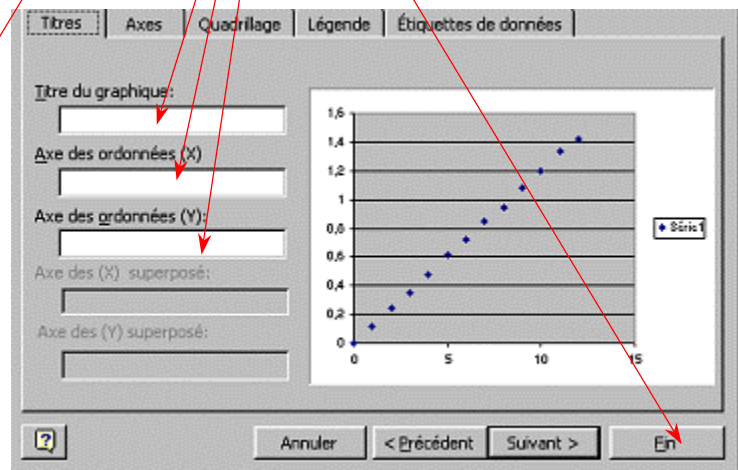 Titres Axes Quadrillage Légende Étiquettes de données
Titre du graphique:
Axe des ordonnées (X)
Axe des ordonnées (Y):
Axe des (X) superposé:
Axe des (Y) superposé:
1,6
1,4
1,2
1
0,8
0,6
0,4
0,2
0
0 5 10 15
Série1
? Annuler < Précédent Suivant > Fin